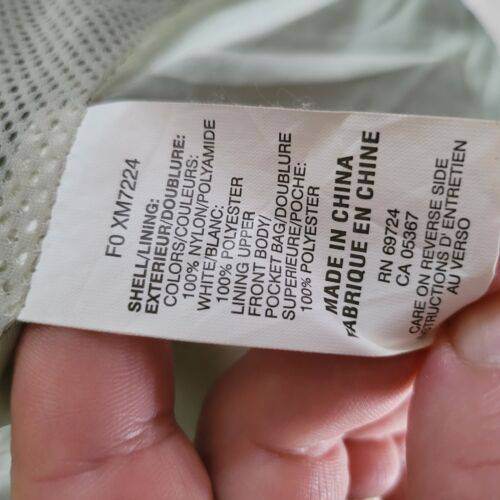 F0 XM7224
SHELL/LINING:
EXTERIEUR/DOUBLURE:
COLORS/COULEURS:
100% NYLON/POLYAMIDE
WHITE/BLANC:
100% POLYESTER
LINING UPPER
FRONT BODY/
POCKET BAG/DOUBLURE
SUPERIEURE/POCHE:
100% POLYESTER
MADE IN CHINA
FABRIQUE EN CHINE
RN 69724
CA 05367
CARE ON REVERSE SIDE
INSTRUCTIONS D' ENTRETIEN
AU VERSO